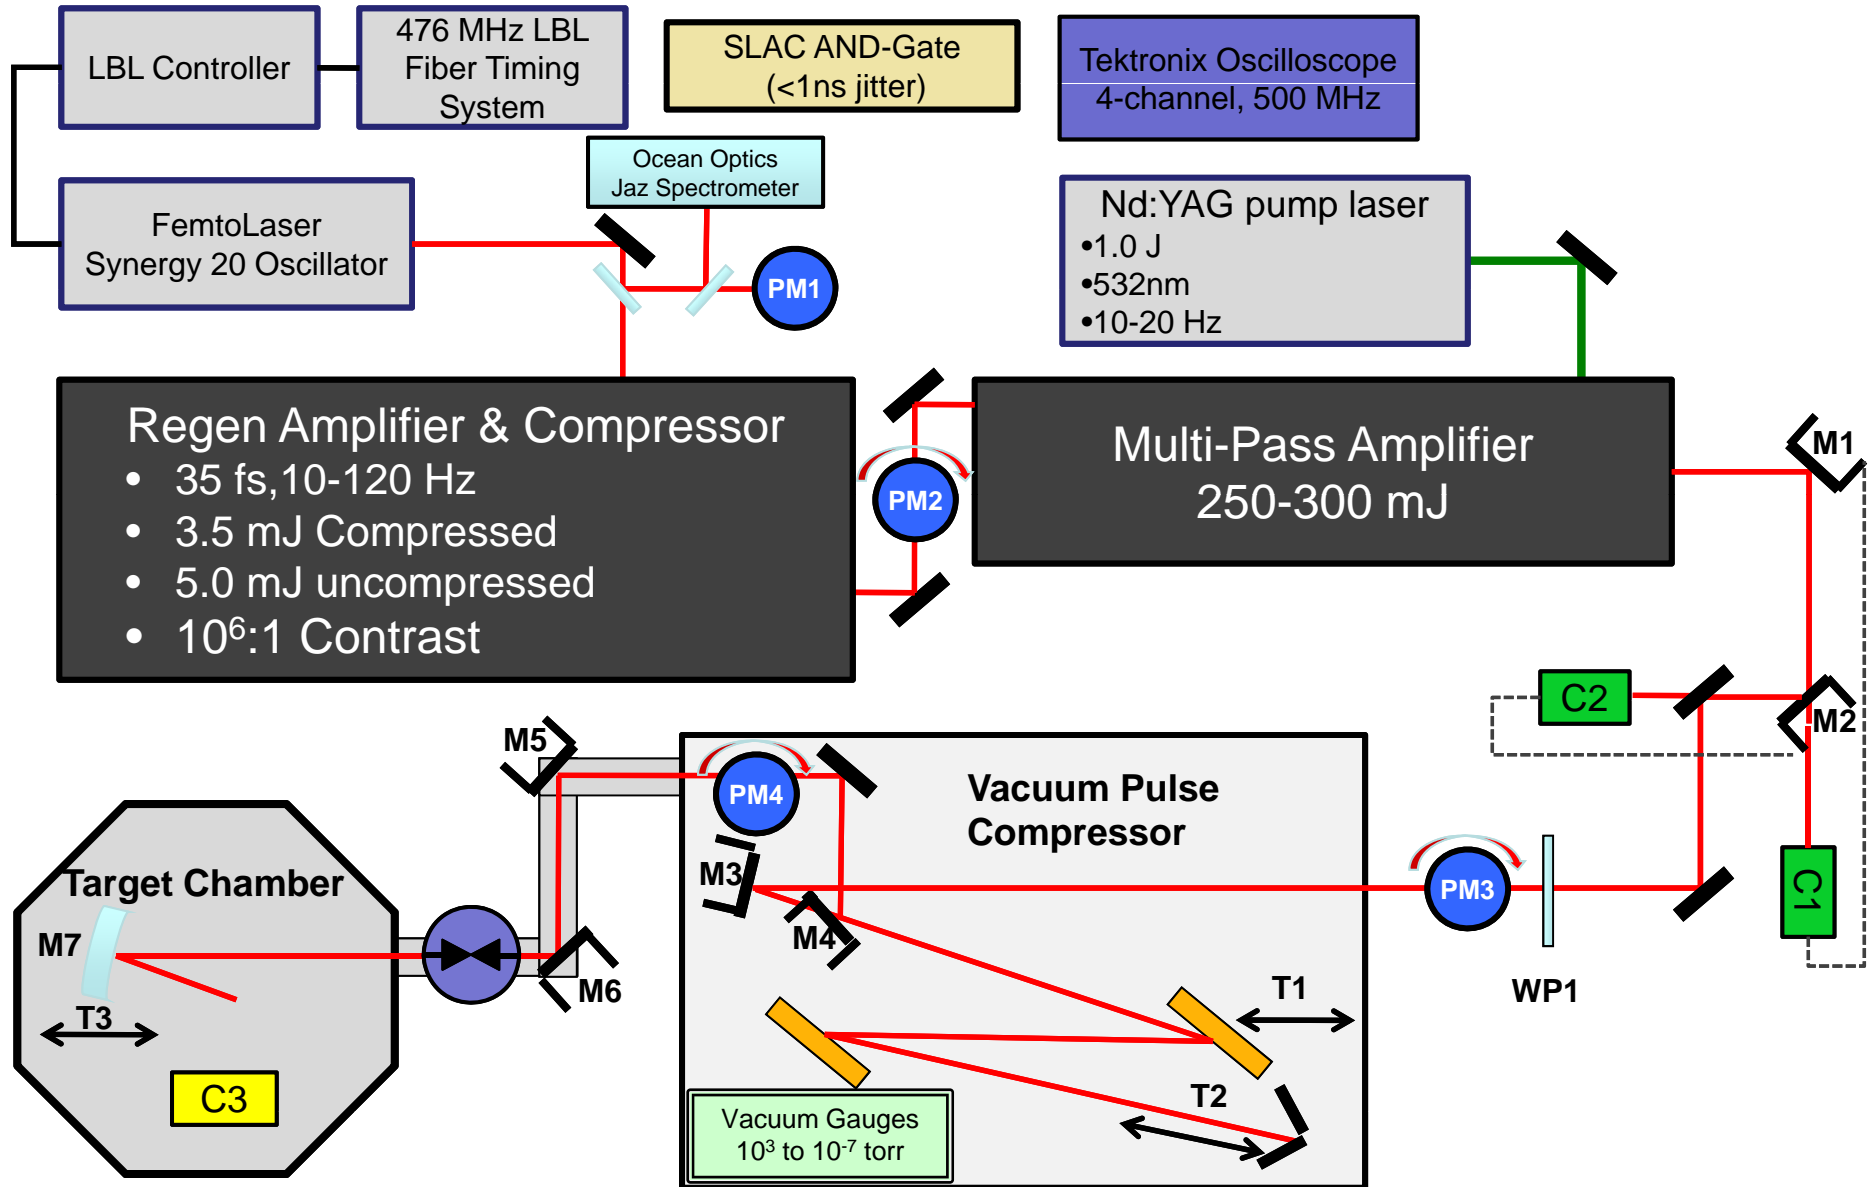 LBL Controller
476 MHz LBL
Fiber Timing
System
SLAC AND-Gate
(<1ns jitter)
Tektronix Oscilloscope
4-channel, 500 MHz
Ocean Optics
Jaz Spectrometer
FemtoLaser
Synergy 20 Oscillator
PM1
Nd:YAG pump laser
•1.0 J
•532nm
•10-20 Hz
Regen Amplifier & Compressor
• 35 fs,10-120 Hz
• 3.5 mJ Compressed
• 5.0 mJ uncompressed
• 10⁶:1 Contrast
PM2
Multi-Pass Amplifier
250-300 mJ
M1
C2
M2
C1
M5
PM4
Vacuum Pulse
Compressor
M3
M4
PM3
WP1
Target Chamber
M7
M6
T3
C3
T1
T2
Vacuum Gauges
10³ to 10⁻⁷ torr